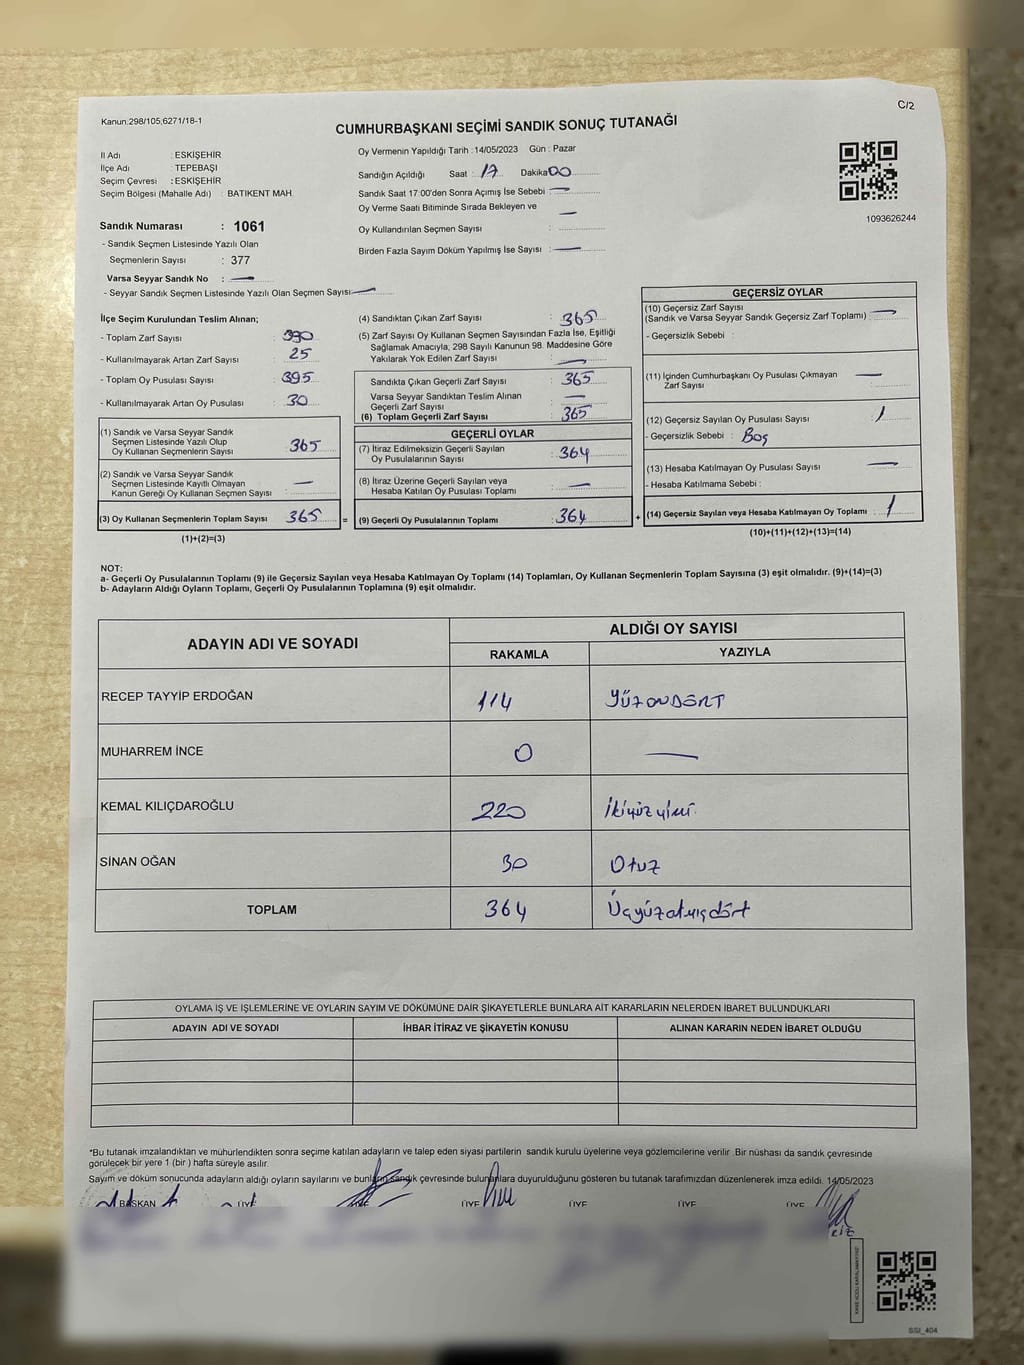 C/2
Kanun:298/105,6271/18-1
CUMHURBAŞKANI SEÇİMİ SANDIK SONUÇ TUTANAĞI
İl Adı : ESKİŞEHİR
İlçe Adı : TEPEBAŞI
Seçim Çevresi : ESKİŞEHİR
Seçim Bölgesi (Mahalle Adı) : BATIKENT MAH.
Sandık Numarası : 1061
- Sandık Seçmen Listesinde Yazılı Olan
Seçmenlerin Sayısı : 377
Varsa Seyyar Sandık No : —
- Seyyar Sandık Seçmen Listesinde Yazılı Olan Seçmen Sayısı: —
Oy Vermenin Yapıldığı Tarih :14/05/2023 Gün : Pazar
Sandığın Açıldığı Saat : 17 Dakika 00
Sandık Saat 17:00'den Sonra Açımış İse Sebebi : —
Oy Verme Saati Bitiminde Sırada Bekleyen ve —
Oy Kullandırılan Seçmen Sayısı :
Birden Fazla Sayım Döküm Yapılmış İse Sayısı : —
1093626244
İlçe Seçim Kurulundan Teslim Alınan;
- Toplam Zarf Sayısı : 390
- Kullanılmayarak Artan Zarf Sayısı : 25
- Toplam Oy Pusulası Sayısı : 395
- Kullanılmayarak Artan Oy Pusulası : 30
(1) Sandık ve Varsa Seyyar Sandık
Seçmen Listesinde Yazılı Olup
Oy Kullanan Seçmenlerin Sayısı : 365
(2) Sandık ve Varsa Seyyar Sandık
Seçmen Listesinde Kayıtlı Olmayan
Kanun Gereği Oy Kullanan Seçmen Sayısı : —
(3) Oy Kullanan Seçmenlerin Toplam Sayısı : 365
(1)+(2)=(3)
(4) Sandıktan Çıkan Zarf Sayısı : 365
(5) Zarf Sayısı Oy Kullanan Seçmen Sayısından Fazla İse, Eşitliği
Sağlamak Amacıyla, 298 Sayılı Kanunun 98. Maddesine Göre
Yakılarak Yok Edilen Zarf Sayısı : —
Sandıkta Çıkan Geçerli Zarf Sayısı : 365
Varsa Seyyar Sandıktan Teslim Alınan
Geçerli Zarf Sayısı : —
(6) Toplam Geçerli Zarf Sayısı : 365
GEÇERLİ OYLAR
(7) İtiraz Edilmeksizin Geçerli Sayılan
Oy Pusulalarının Sayısı : 364
(8) İtiraz Üzerine Geçerli Sayılan veya
Hesaba Katılan Oy Pusulası Toplamı : —
= (9) Geçerli Oy Pusulalarının Toplamı : 364
GEÇERSİZ OYLAR
(10) Geçersiz Zarf Sayısı
(Sandık ve Varsa Seyyar Sandık Geçersiz Zarf Toplamı) : —
- Geçersizlik Sebebi :
(11) İçinden Cumhurbaşkanı Oy Pusulası Çıkmayan —
Zarf Sayısı :
(12) Geçersiz Sayılan Oy Pusulası Sayısı : 1
- Geçersizlik Sebebi : Boş
(13) Hesaba Katılmayan Oy Pusulası Sayısı : —
- Hesaba Katılmama Sebebi :
+ (14) Geçersiz Sayılan veya Hesaba Katılmayan Oy Toplamı : 1
(10)+(11)+(12)+(13)=(14)
NOT:
a- Geçerli Oy Pusulalarının Toplamı (9) ile Geçersiz Sayılan veya Hesaba Katılmayan Oy Toplamı (14) Toplamları, Oy Kullanan Seçmenlerin Toplam Sayısına (3) eşit olmalıdır. (9)+(14)=(3)
b- Adayların Aldığı Oyların Toplamı, Geçerli Oy Pusulalarının Toplamına (9) eşit olmalıdır.
ADAYIN ADI VE SOYADI
ALDIĞI OY SAYISI
RAKAMLA YAZIYLA
RECEP TAYYİP ERDOĞAN 114 YÜZONDÖRT
MUHARREM İNCE 0 —
KEMAL KILIÇDAROĞLU 220 İkiyüzyirmi
SİNAN OĞAN 30 Otuz
TOPLAM 364 Üçyüzatmışdört
OYLAMA İŞ VE İŞLEMLERİNE VE OYLARIN SAYIM VE DÖKÜMÜNE DAİR ŞİKAYETLERLE BUNLARA AİT KARARLARIN NELERDEN İBARET BULUNDUKLARI
ADAYIN ADI VE SOYADI İHBAR İTİRAZ VE ŞİKAYETİN KONUSU ALINAN KARARIN NEDEN İBARET OLDUĞU
*Bu tutanak imzalandıktan ve mühürlendikten sonra seçime katılan adayların ve talep eden siyasi partilerin sandık kurulu üyelerine veya gözlemcilerine verilir .Bir nüshası da sandık çevresinde
görülecek bir yere 1 (bir ) hafta süreyle asılır.
Sayım ve döküm sonucunda adayların aldığı oyların sayılarını ve bunların sandık çevresinde bulunanlara duyurulduğunu gösteren bu tutanak tarafımızdan düzenlenerek imza edildi. 14/05/2023
BAŞKAN ÜYE ÜYE ÜYE ÜYE ÜYE ÜYE
SSI_404